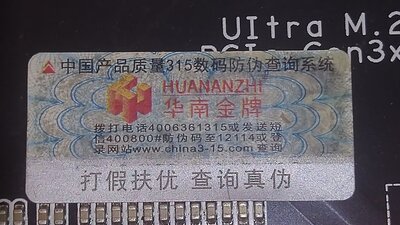 UItra M.2
PCIe Gen3x
中国产品质量315数码防伪查询系统
HUANANZHI
华南金牌
拨打电话4006361315或发送短
信400800#防伪码至12114或登
录网站www.china3-15.com 查询
打假扶优 查询真伪